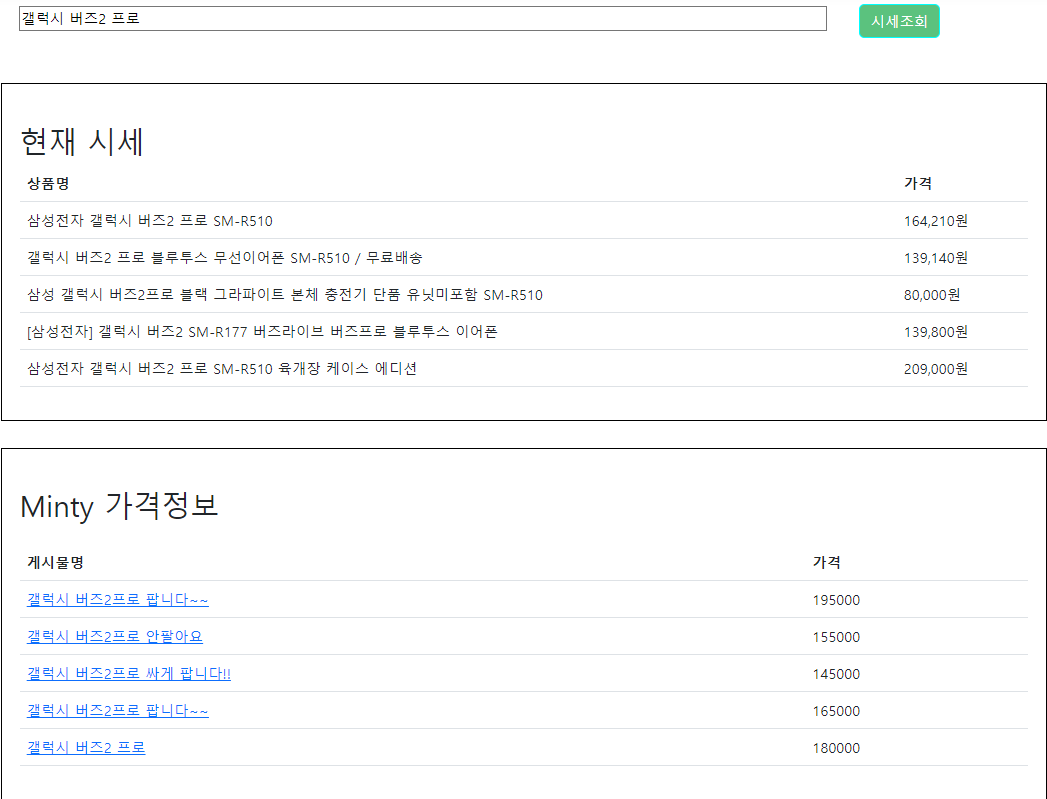 갤럭시 버즈2 프로 시세조회
현재 시세
상품명 가격
삼성전자 갤럭시 버즈2 프로 SM-R510 164,210원
갤럭시 버즈2 프로 블루투스 무선이어폰 SM-R510 / 무료배송 139,140원
삼성 갤럭시 버즈2프로 블랙 그라파이트 본체 충전기 단품 유닛미포함 SM-R510 80,000원
[삼성전자] 갤럭시 버즈2 SM-R177 버즈라이브 버즈프로 블루투스 이어폰 139,800원
삼성전자 갤럭시 버즈2 프로 SM-R510 육개장 케이스 에디션 209,000원
Minty 가격정보
게시물명 가격
갤럭시 버즈2프로 팝니다~~ 195000
갤럭시 버즈2프로 안팔아요 155000
갤럭시 버즈2프로 싸게 팝니다!! 145000
갤럭시 버즈2프로 팝니다~~ 165000
갤럭시 버즈2 프로 180000